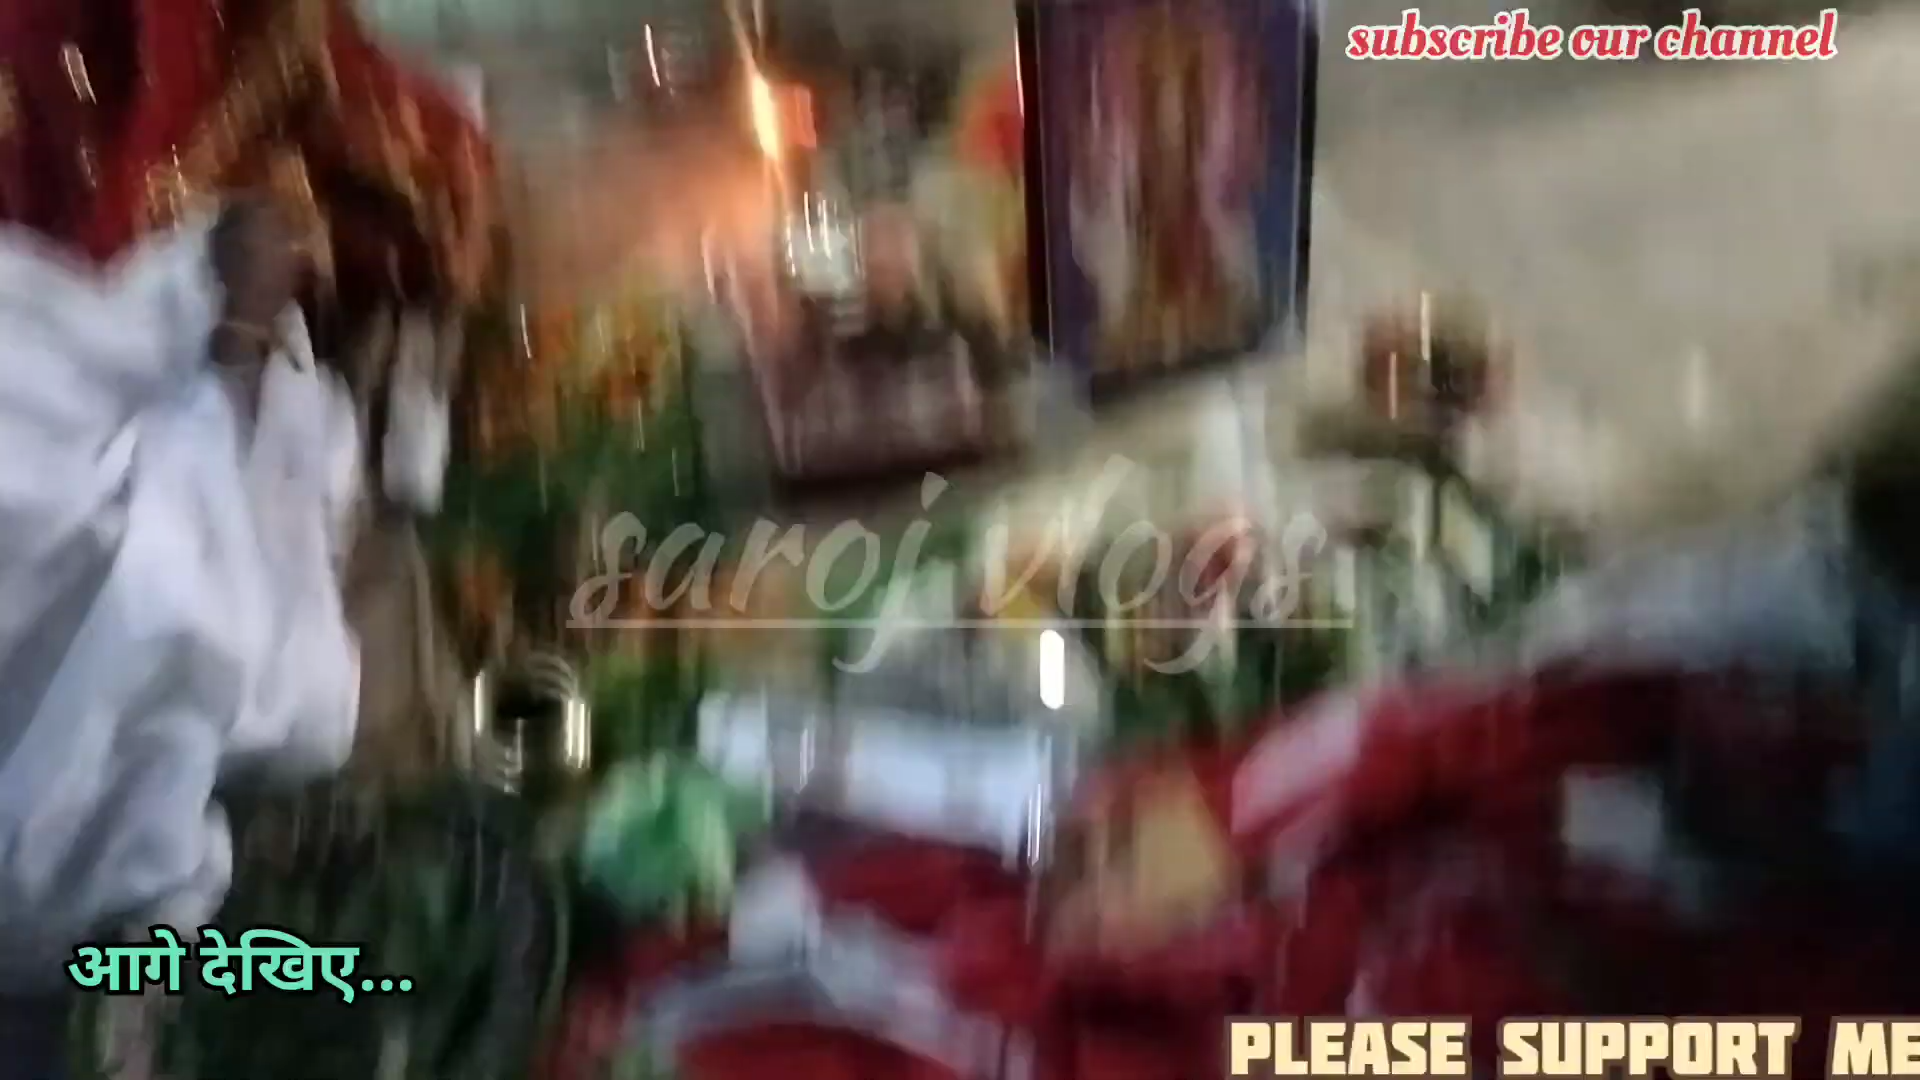 subscribe our channel
saroj vlogs
आगे देखिए...
PLEASE SUPPORT ME